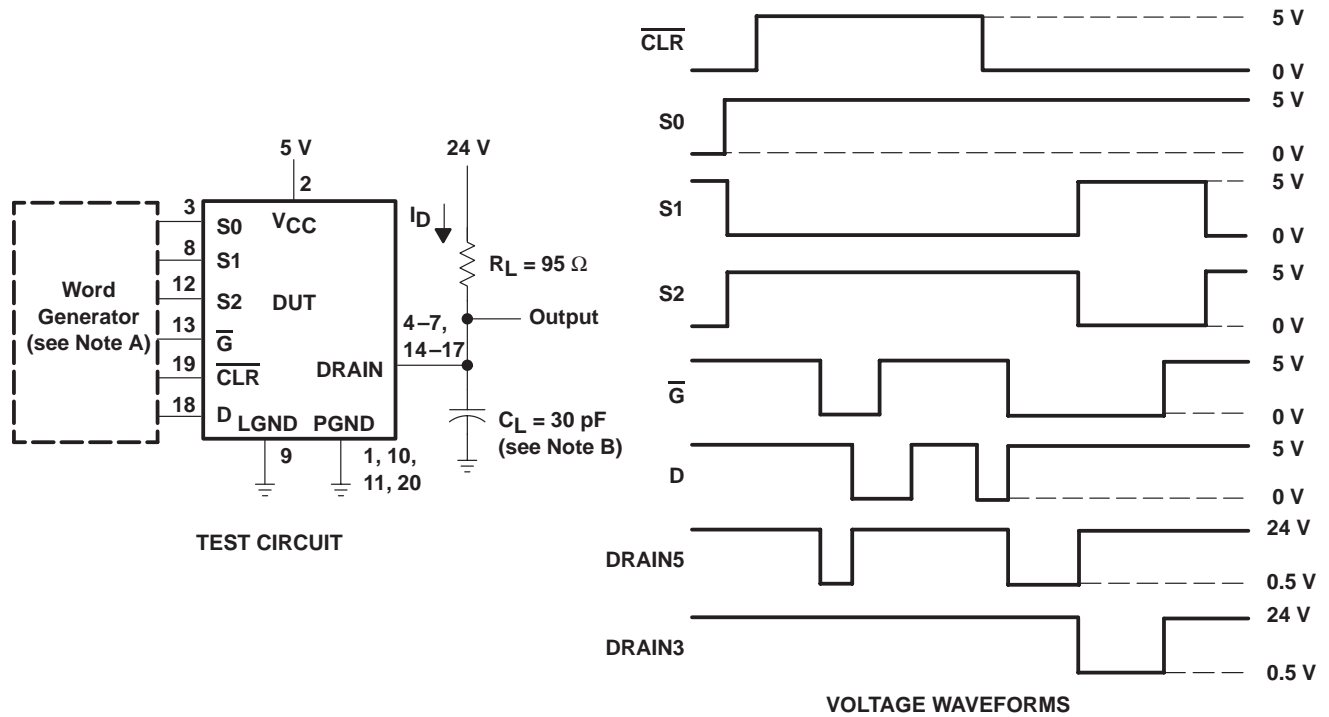 5 V
2
24 V
ID
RL = 95 Ω
Output
Word
Generator
(see Note A)
3
8
12
13
19
18
S0
S1
S2
G
CLR
D
VCC
DUT
DRAIN
LGND
PGND
4–7,
14–17
CL = 30 pF
(see Note B)
9
1, 10,
11, 20
TEST CIRCUIT
CLR
5 V
0 V
S0
5 V
0 V
S1
5 V
0 V
S2
5 V
0 V
G
5 V
0 V
D
5 V
0 V
DRAIN5
24 V
0.5 V
DRAIN3
24 V
0.5 V
VOLTAGE WAVEFORMS